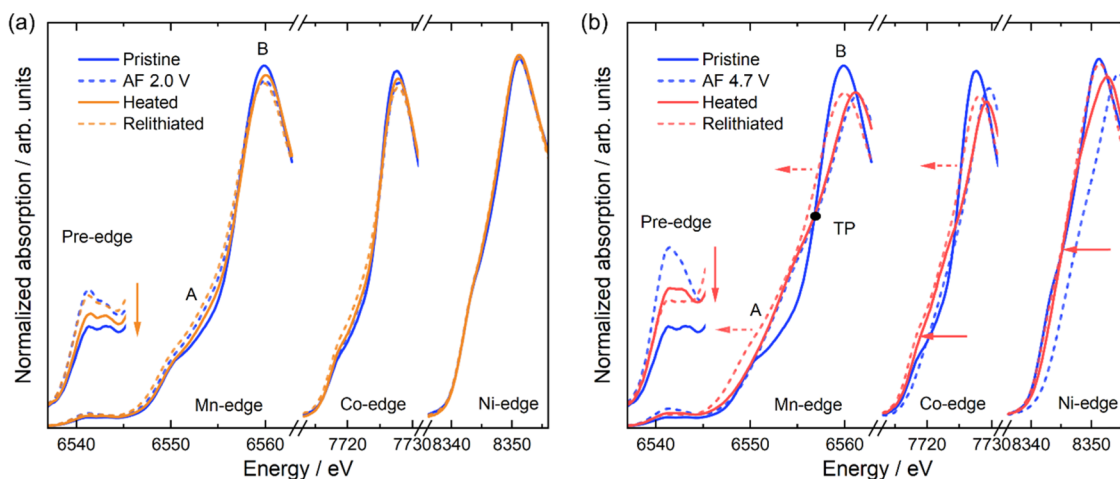 (a)
Pristine
AF 2.0 V
Heated
Relithiated
B
Pre-edge
A
Mn-edge
Co-edge
Ni-edge
Normalized absorption / arb. units
6540 6550 6560 7720 7730 8340 8350
Energy / eV
(b)
Pristine
AF 4.7 V
Heated
Relithiated
B
Pre-edge
TP
A
Mn-edge
Co-edge
Ni-edge
Normalized absorption / arb. units
6540 6550 6560 7720 7730 8340 8350
Energy / eV